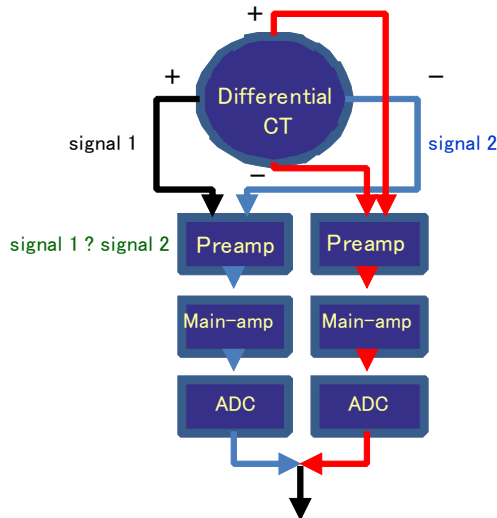 +
+
−
Differential
CT
signal 1
signal 2
−
signal 1 ? signal 2
Preamp
Preamp
Main-amp
Main-amp
ADC
ADC